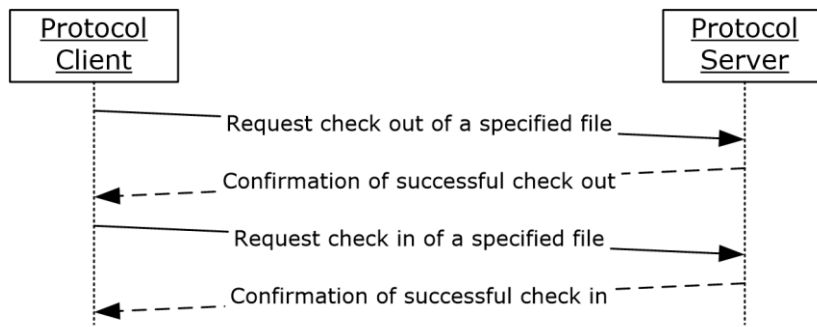 Protocol
Client
Protocol
Server
Request check out of a specified file
Confirmation of successful check out
Request check in of a specified file
Confirmation of successful check in